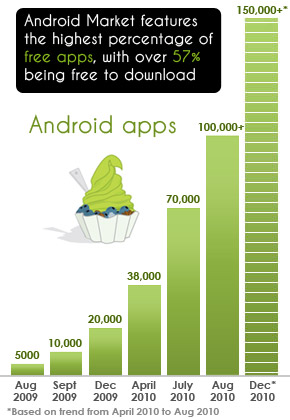 Android Market features
the highest percentage of
free apps, with over 57%
being free to download
150,000+*
Android apps
100,000+
70,000
38,000
20,000
10,000
5000
Aug Sept Dec April July Aug Dec*
2009 2009 2009 2010 2010 2010 2010
*Based on trend from April 2010 to Aug 2010